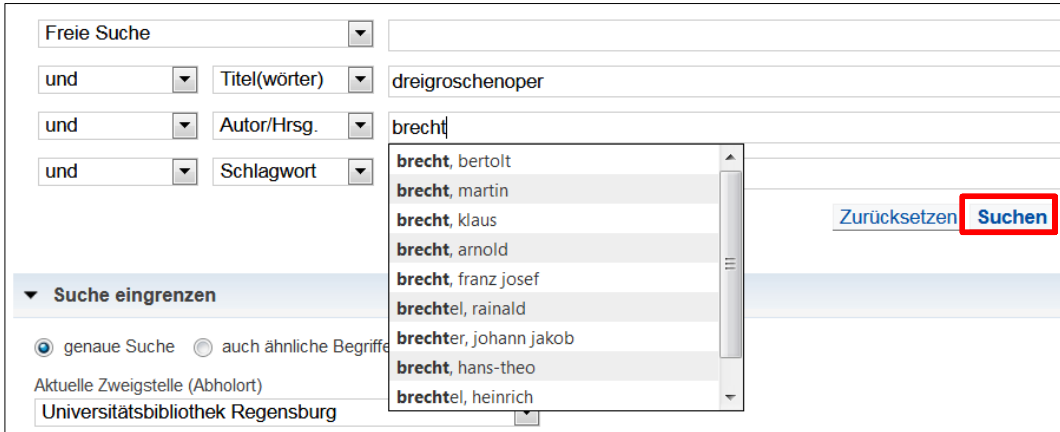 Freie Suche
und Titel(wörter) dreigroschenoper
und Autor/Hrsg. brecht
und Schlagwort
brecht, bertolt
brecht, martin
brecht, klaus
brecht, arnold
brecht, franz josef
brechtel, rainald
brechter, johann jakob
brecht, hans-theo
brechtel, heinrich
Zurücksetzen Suchen
Suche eingrenzen
genaue Suche auch ähnliche Begriffe
Aktuelle Zweigstelle (Abholort)
Universitätsbibliothek Regensburg